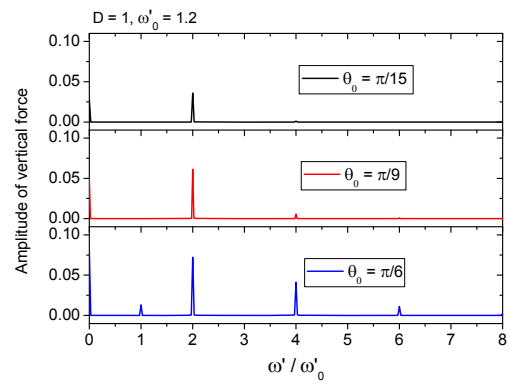 D = 1, ω'₀ = 1.2
0.10
0.05
0.00
θ₀ = π/15
0.10
0.05
0.00
θ₀ = π/9
0.10
0.05
0.00
θ₀ = π/6
Amplitude of vertical force
0 1 2 3 4 5 6 7 8
ω' / ω'₀